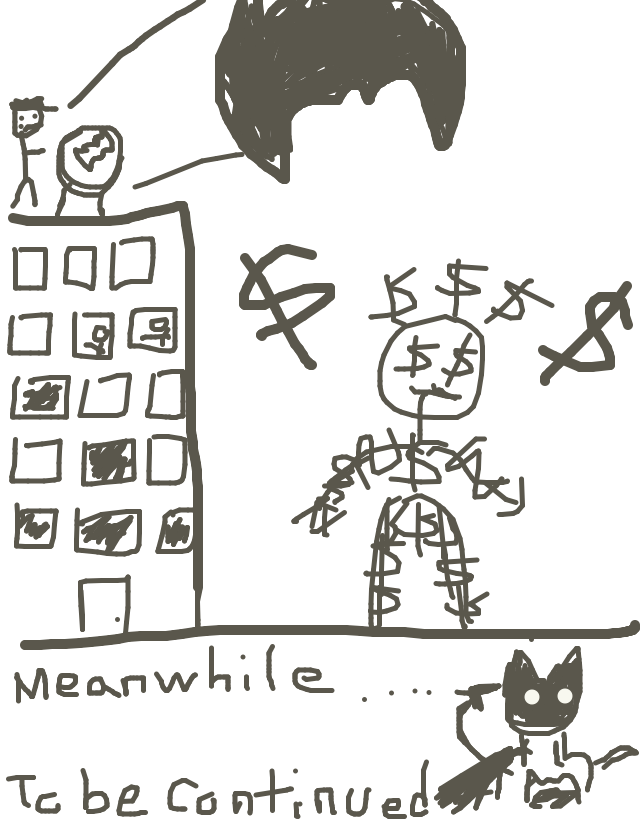 $ $ $ $ $
$ $
Meanwhile .....
To be continued